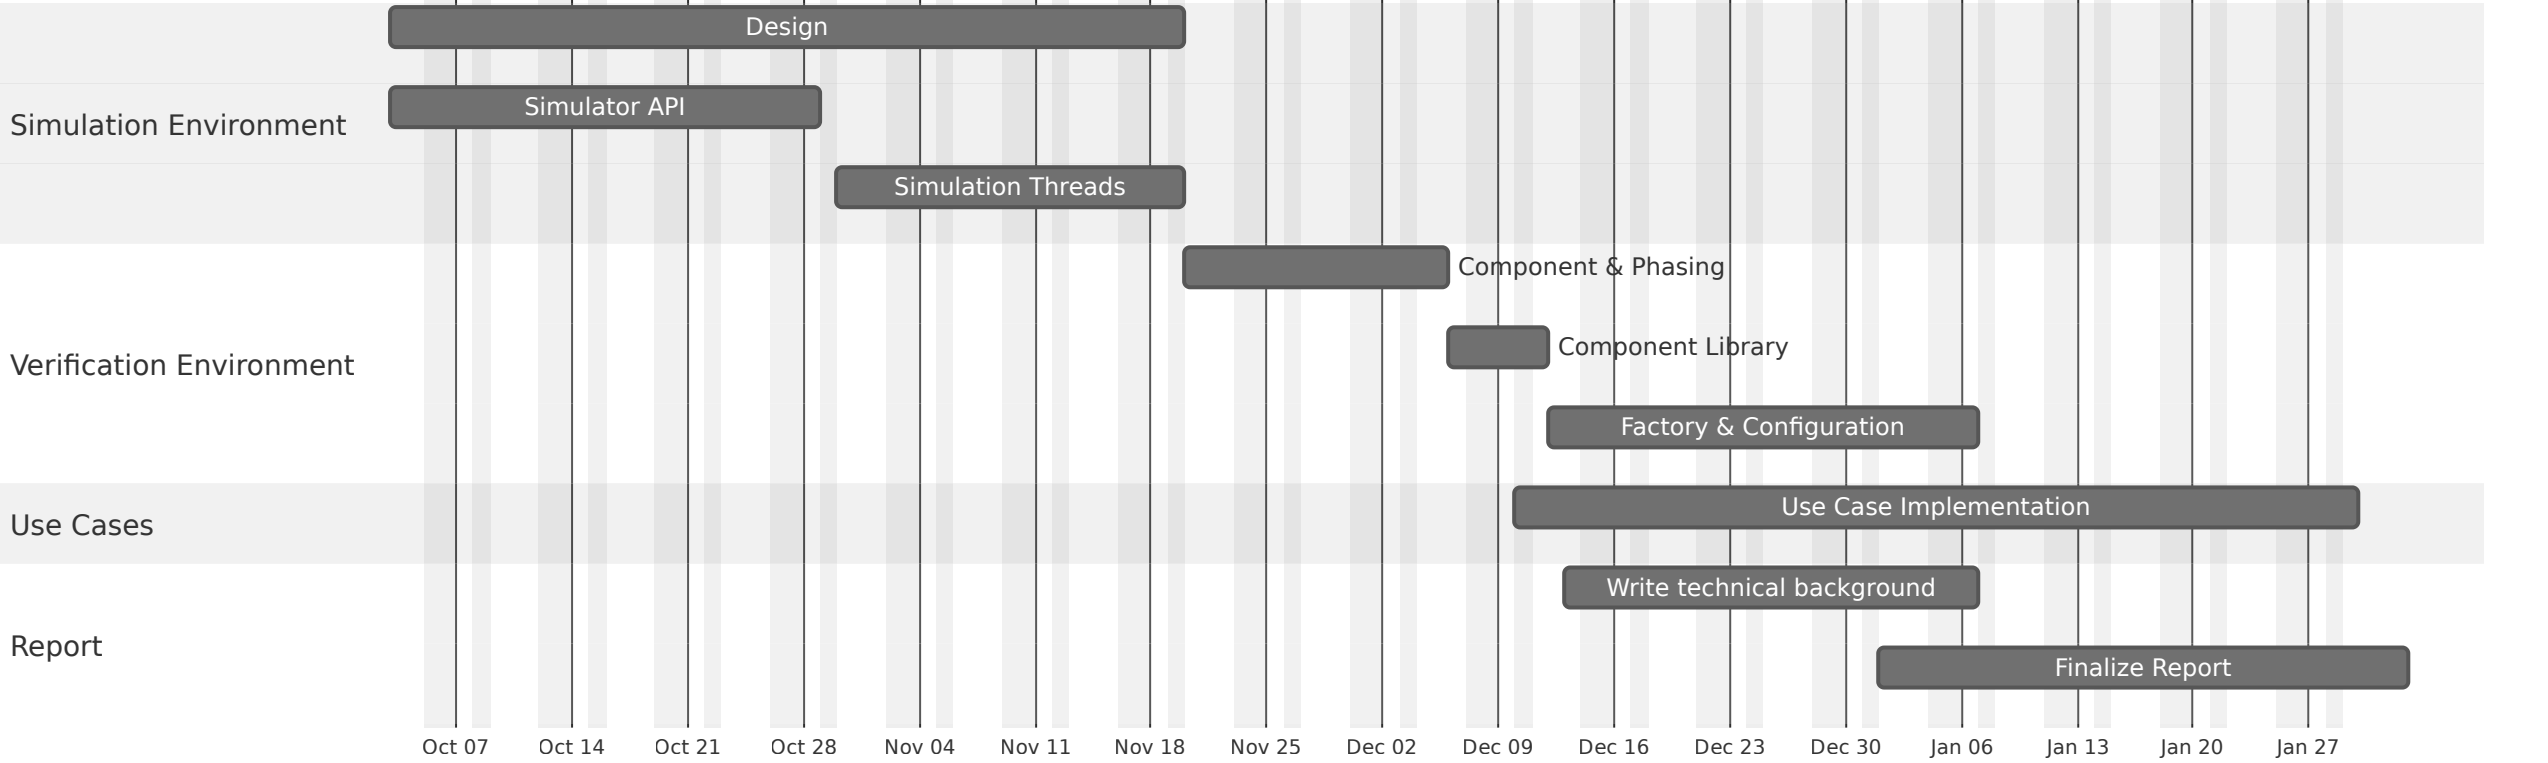 Design
Simulator API
Simulation Environment
Simulation Threads
Component & Phasing
Component Library
Verification Environment
Factory & Configuration
Use Case Implementation
Use Cases
Write technical background
Report
Finalize Report
Oct 07 Oct 14 Oct 21 Oct 28 Nov 04 Nov 11 Nov 18 Nov 25 Dec 02 Dec 09 Dec 16 Dec 23 Dec 30 Jan 06 Jan 13 Jan 20 Jan 27